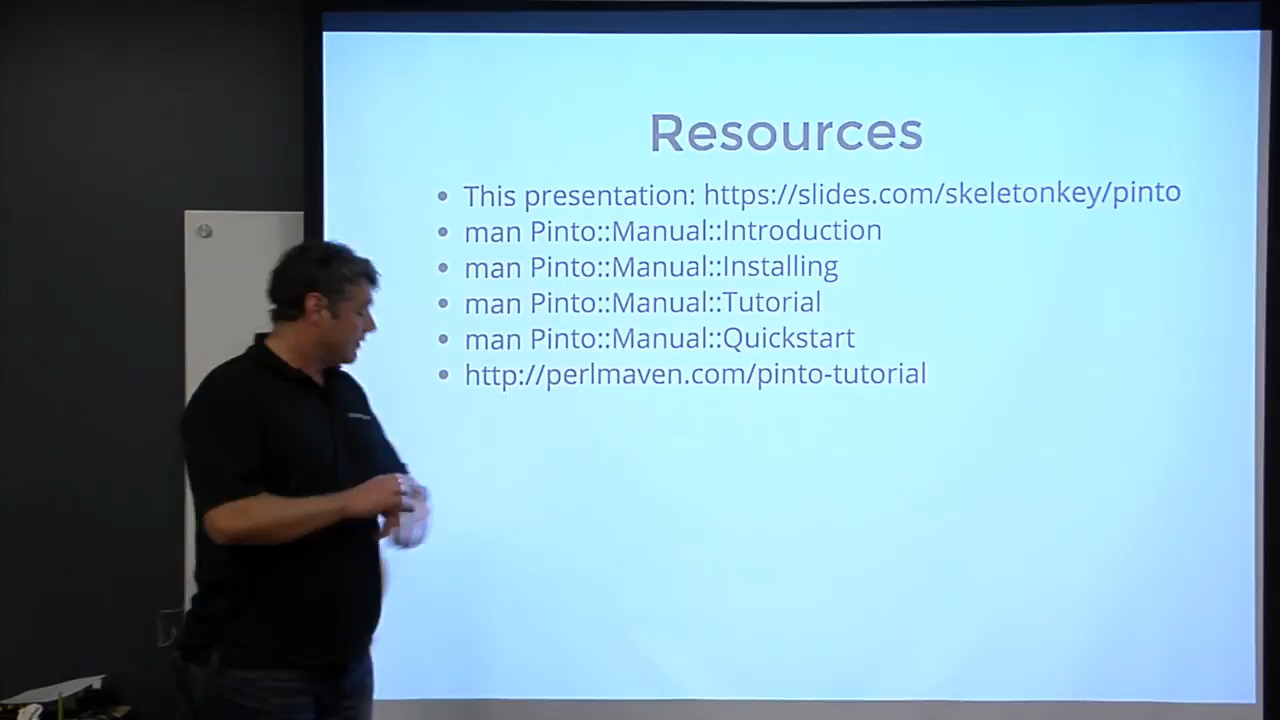 Resources
• This presentation: https://slides.com/skeletonkey/pinto
• man Pinto::Manual::Introduction
• man Pinto::Manual::Installing
• man Pinto::Manual::Tutorial
• man Pinto::Manual::Quickstart
• http://perlmaven.com/pinto-tutorial